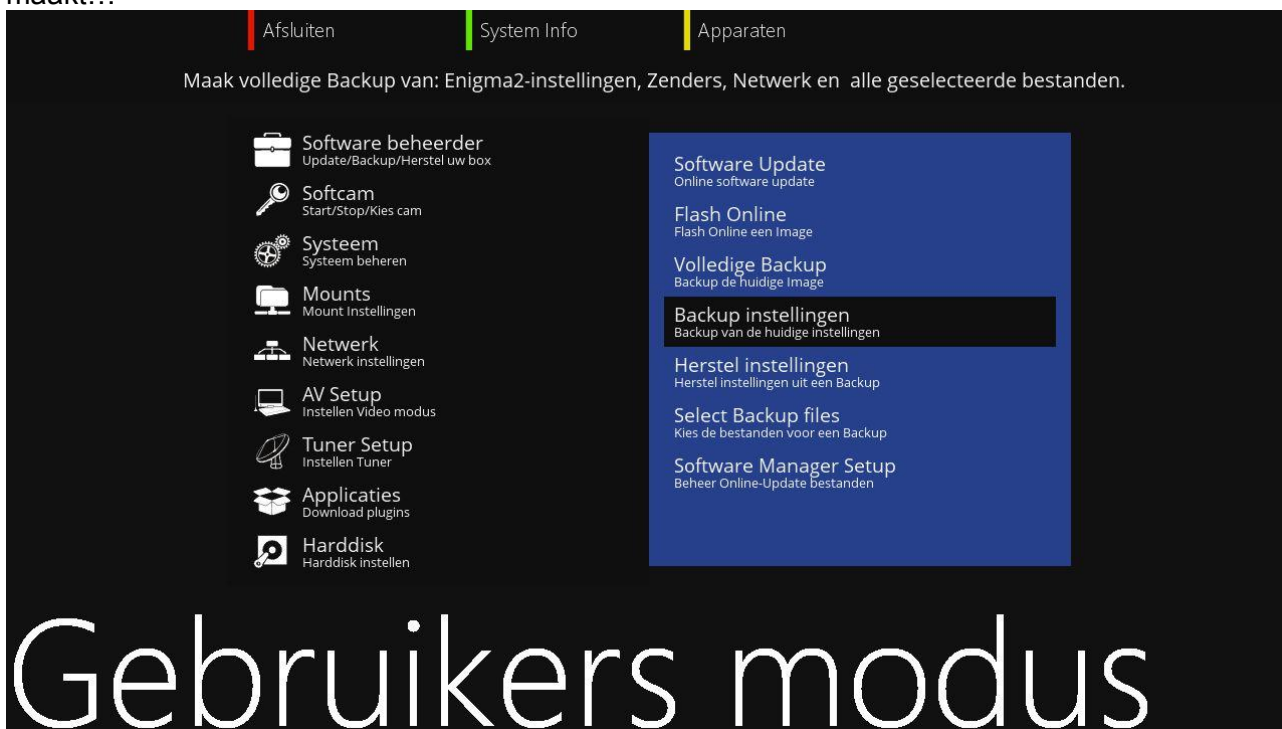 maakt…
Afsluiten
System Info
Apparaten
Maak volledige Backup van: Enigma2-instellingen, Zenders, Netwerk en alle geselecteerde bestanden.
Software beheerder
Update/Backup/Herstel uw box
Softcam
Start/Stop/Kies cam
Systeem
Systeem beheren
Mounts
Mount Instellingen
Netwerk
Netwerk instellingen
AV Setup
Instellen Video modus
Tuner Setup
Instellen Tuner
Applicaties
Download plugins
Harddisk
Harddisk instellen
Software Update
Online software update
Flash Online
Flash Online een Image
Volledige Backup
Backup de huidige Image
Backup instellingen
Backup van de huidige instellingen
Herstel instellingen
Herstel instellingen uit een Backup
Select Backup files
Kies de bestanden voor een Backup
Software Manager Setup
Beheer Online-Update bestanden
Gebruikers modus